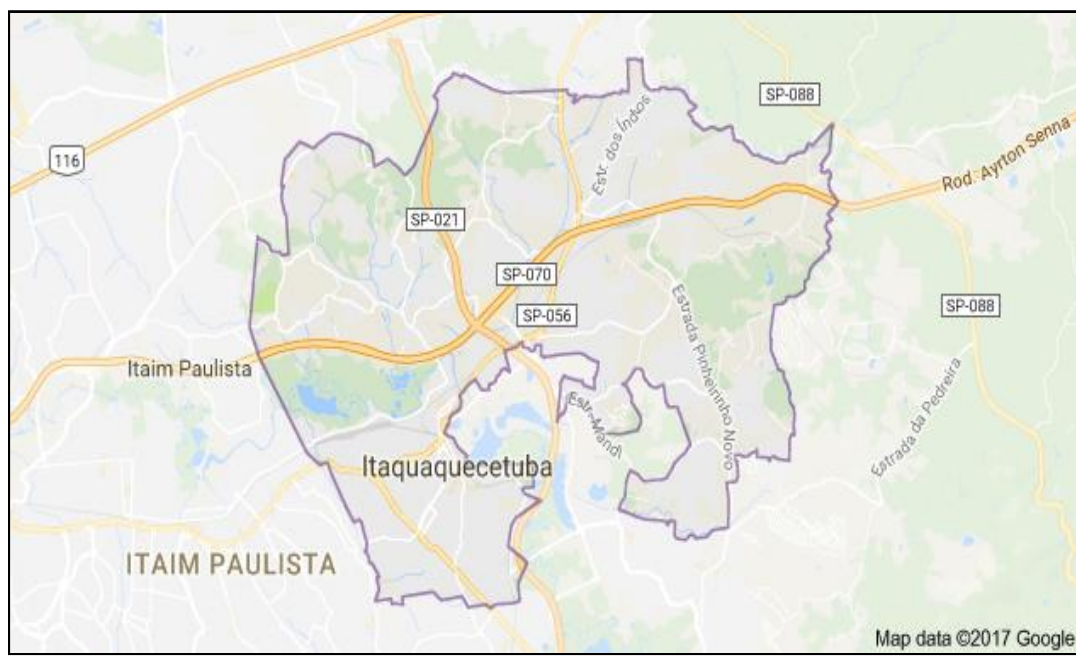 SP-088
Estr. dos Índios
Rod. Ayrton Senna
116
SP-021
SP-070
SP-056
SP-088
Estrada Pinheirinho Novo
Itaim Paulista
Estr. Mandi
Estrada da Pedreira
Itaquaquecetuba
ITAIM PAULISTA
Map data ©2017 Google